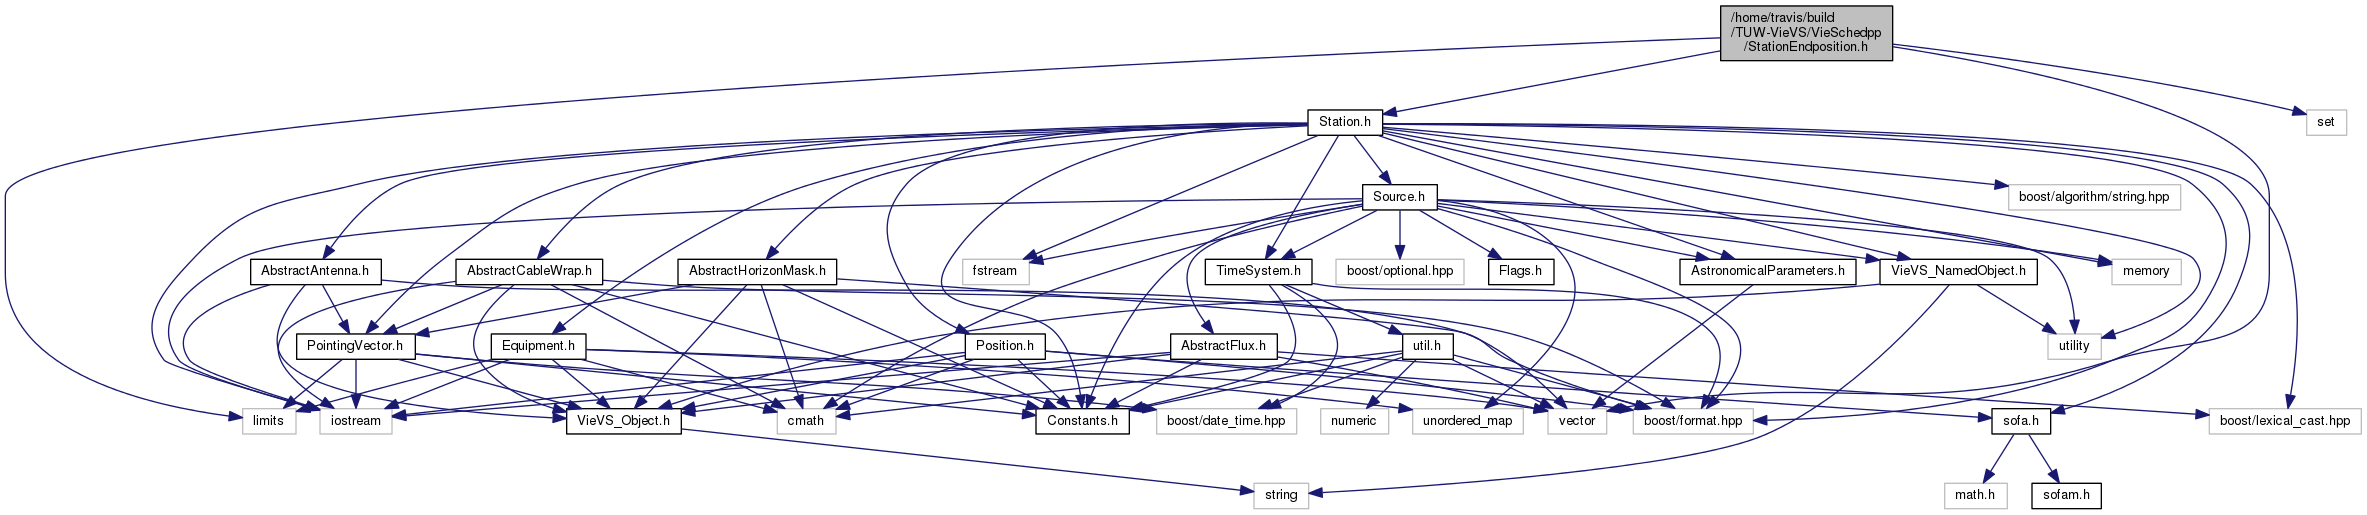 /home/travis/build
/TUW-VieVS/VieSchedpp
/StationEndposition.h
Station.h
set
Source.h
boost/algorithm/string.hpp
AbstractAntenna.h
AbstractCableWrap.h
AbstractHorizonMask.h
fstream
TimeSystem.h
boost/optional.hpp
Flags.h
AstronomicalParameters.h
VieVS_NamedObject.h
memory
PointingVector.h
Equipment.h
Position.h
AbstractFlux.h
util.h
utility
limits
iostream
VieVS_Object.h
cmath
Constants.h
boost/date_time.hpp
numeric
unordered_map
vector
boost/format.hpp
sofa.h
boost/lexical_cast.hpp
string
math.h
sofam.h